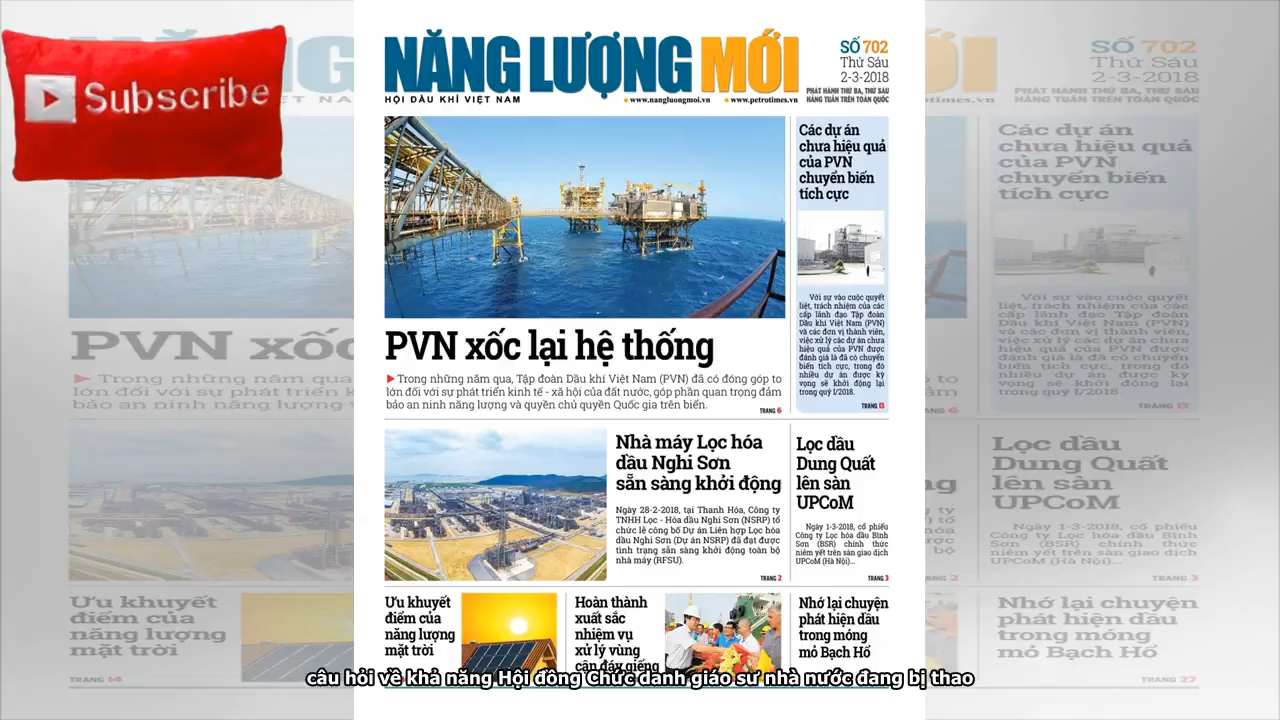 Subscribe
NĂNG LƯỢNG MỚI
HỘI DẦU KHÍ VIỆT NAM
www.nangluongmoi.vn
www.petrotimes.vn
SỐ 702
Thứ Sáu
2-3-2018
PHÁT HÀNH THỨ BA, THỨ SÁU
HÀNG TUẦN TRÊN TOÀN QUỐC
PVN xốc lại hệ thống
Trong những năm qua, Tập đoàn Dầu khí Việt Nam (PVN) đã có đóng góp to
lớn đối với sự phát triển kinh tế - xã hội của đất nước, góp phần quan trọng đảm
bảo an ninh năng lượng và quyền chủ quyền Quốc gia trên biển.
TRANG 6
Các dự án
chưa hiệu quả
của PVN
chuyển biến
tích cực
Với sự vào cuộc quyết
liệt, trách nhiệm của các
cấp lãnh đạo Tập đoàn
Dầu khí Việt Nam (PVN)
và các đơn vị thành viên,
việc xử lý các dự án chưa
hiệu quả của PVN được
đánh giá là đã có chuyển
biến tích cực, trong đó
nhiều dự án được kỳ
vọng sẽ khởi động lại
trong quý I/2018.
TRANG 13
Nhà máy Lọc hóa
dầu Nghi Sơn
sẵn sàng khởi động
Ngày 28-2-2018, tại Thanh Hóa, Công ty
TNHH Lọc - Hóa dầu Nghi Sơn (NSRP) tổ
chức lễ công bố Dự án Liên hợp Lọc hóa
dầu Nghi Sơn (Dự án NSRP) đã đạt được
tình trạng sẵn sàng khởi động toàn bộ
nhà máy (RFSU).
TRANG 2
Lọc dầu
Dung Quất
lên sàn
UPCoM
Ngày 1-3-2018, cổ phiếu
Công ty Lọc hóa dầu Bình
Sơn (BSR) chính thức
niêm yết trên sàn giao dịch
UPCoM (Hà Nội)...
TRANG 3
Ưu khuyết
điểm của
năng lượng
mặt trời
TRANG 14
Hoàn thành
xuất sắc
nhiệm vụ
xử lý vùng
cận đáy giếng
Nhớ lại chuyện
phát hiện dầu
trong móng
mỏ Bạch Hổ
TRANG 27
câu hỏi về khả năng Hội đồng Chức danh giáo sư nhà nước đang bị thao